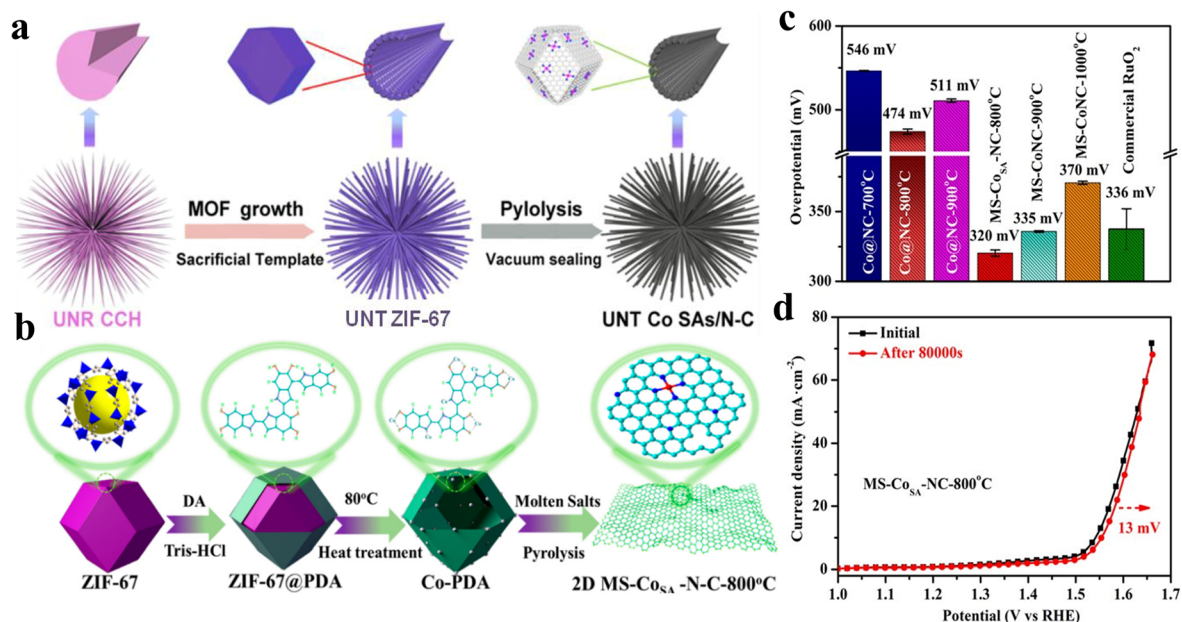 a
MOF growth
Sacrificial Template
Pylolysis
Vacuum sealing
UNR CCH
UNT ZIF-67
UNT Co SAs/N-C
b
DA
Tris-HCl
80°C
Heat treatment
Molten Salts
Pyrolysis
ZIF-67
ZIF-67@PDA
Co-PDA
2D MS-CoSA -N-C-800°C
c
Overpotential (mV)
600
500
350
300
546 mV
474 mV
511 mV
320 mV
335 mV
370 mV
336 mV
Co@NC-700°C
Co@NC-800°C
Co@NC-900°C
MS-CoSA-NC-800°C
MS-CoNC-900°C
MS-CoNC-1000°C
Commercial RuO2
d
Current density (mA·cm-2)
80
70
60
50
40
30
20
10
0
Initial
After 80000s
MS-CoSA-NC-800°C
13 mV
1.0 1.1 1.2 1.3 1.4 1.5 1.6 1.7
Potential (V vs RHE)